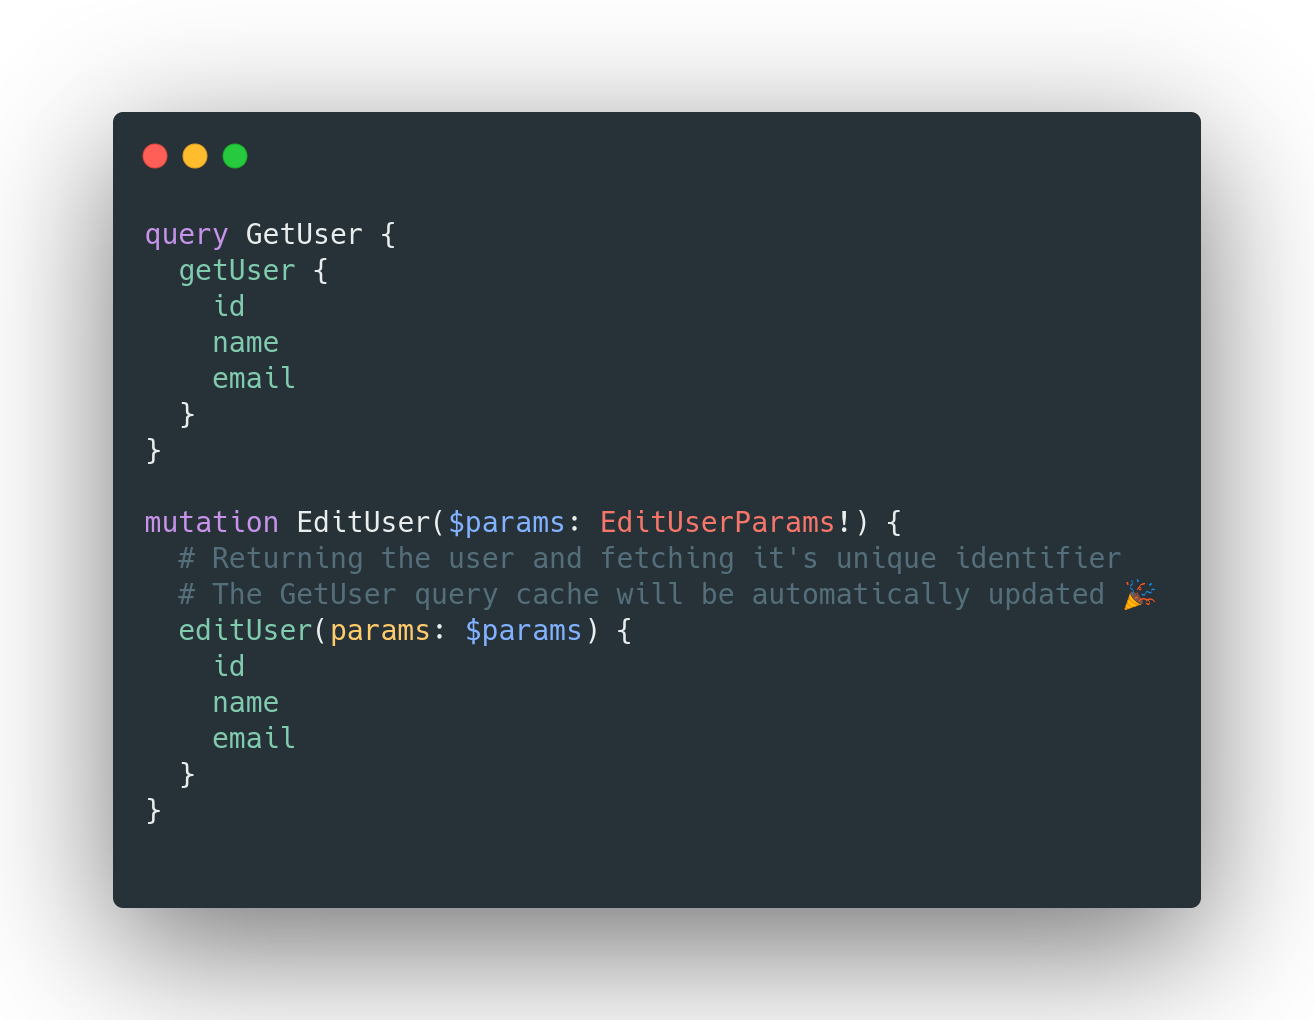 query GetUser {
  getUser {
    id
    name
    email
  }
}

mutation EditUser($params: EditUserParams!) {
  # Returning the user and fetching it's unique identifier
  # The GetUser query cache will be automatically updated 🎉
  editUser(params: $params) {
    id
    name
    email
  }
}